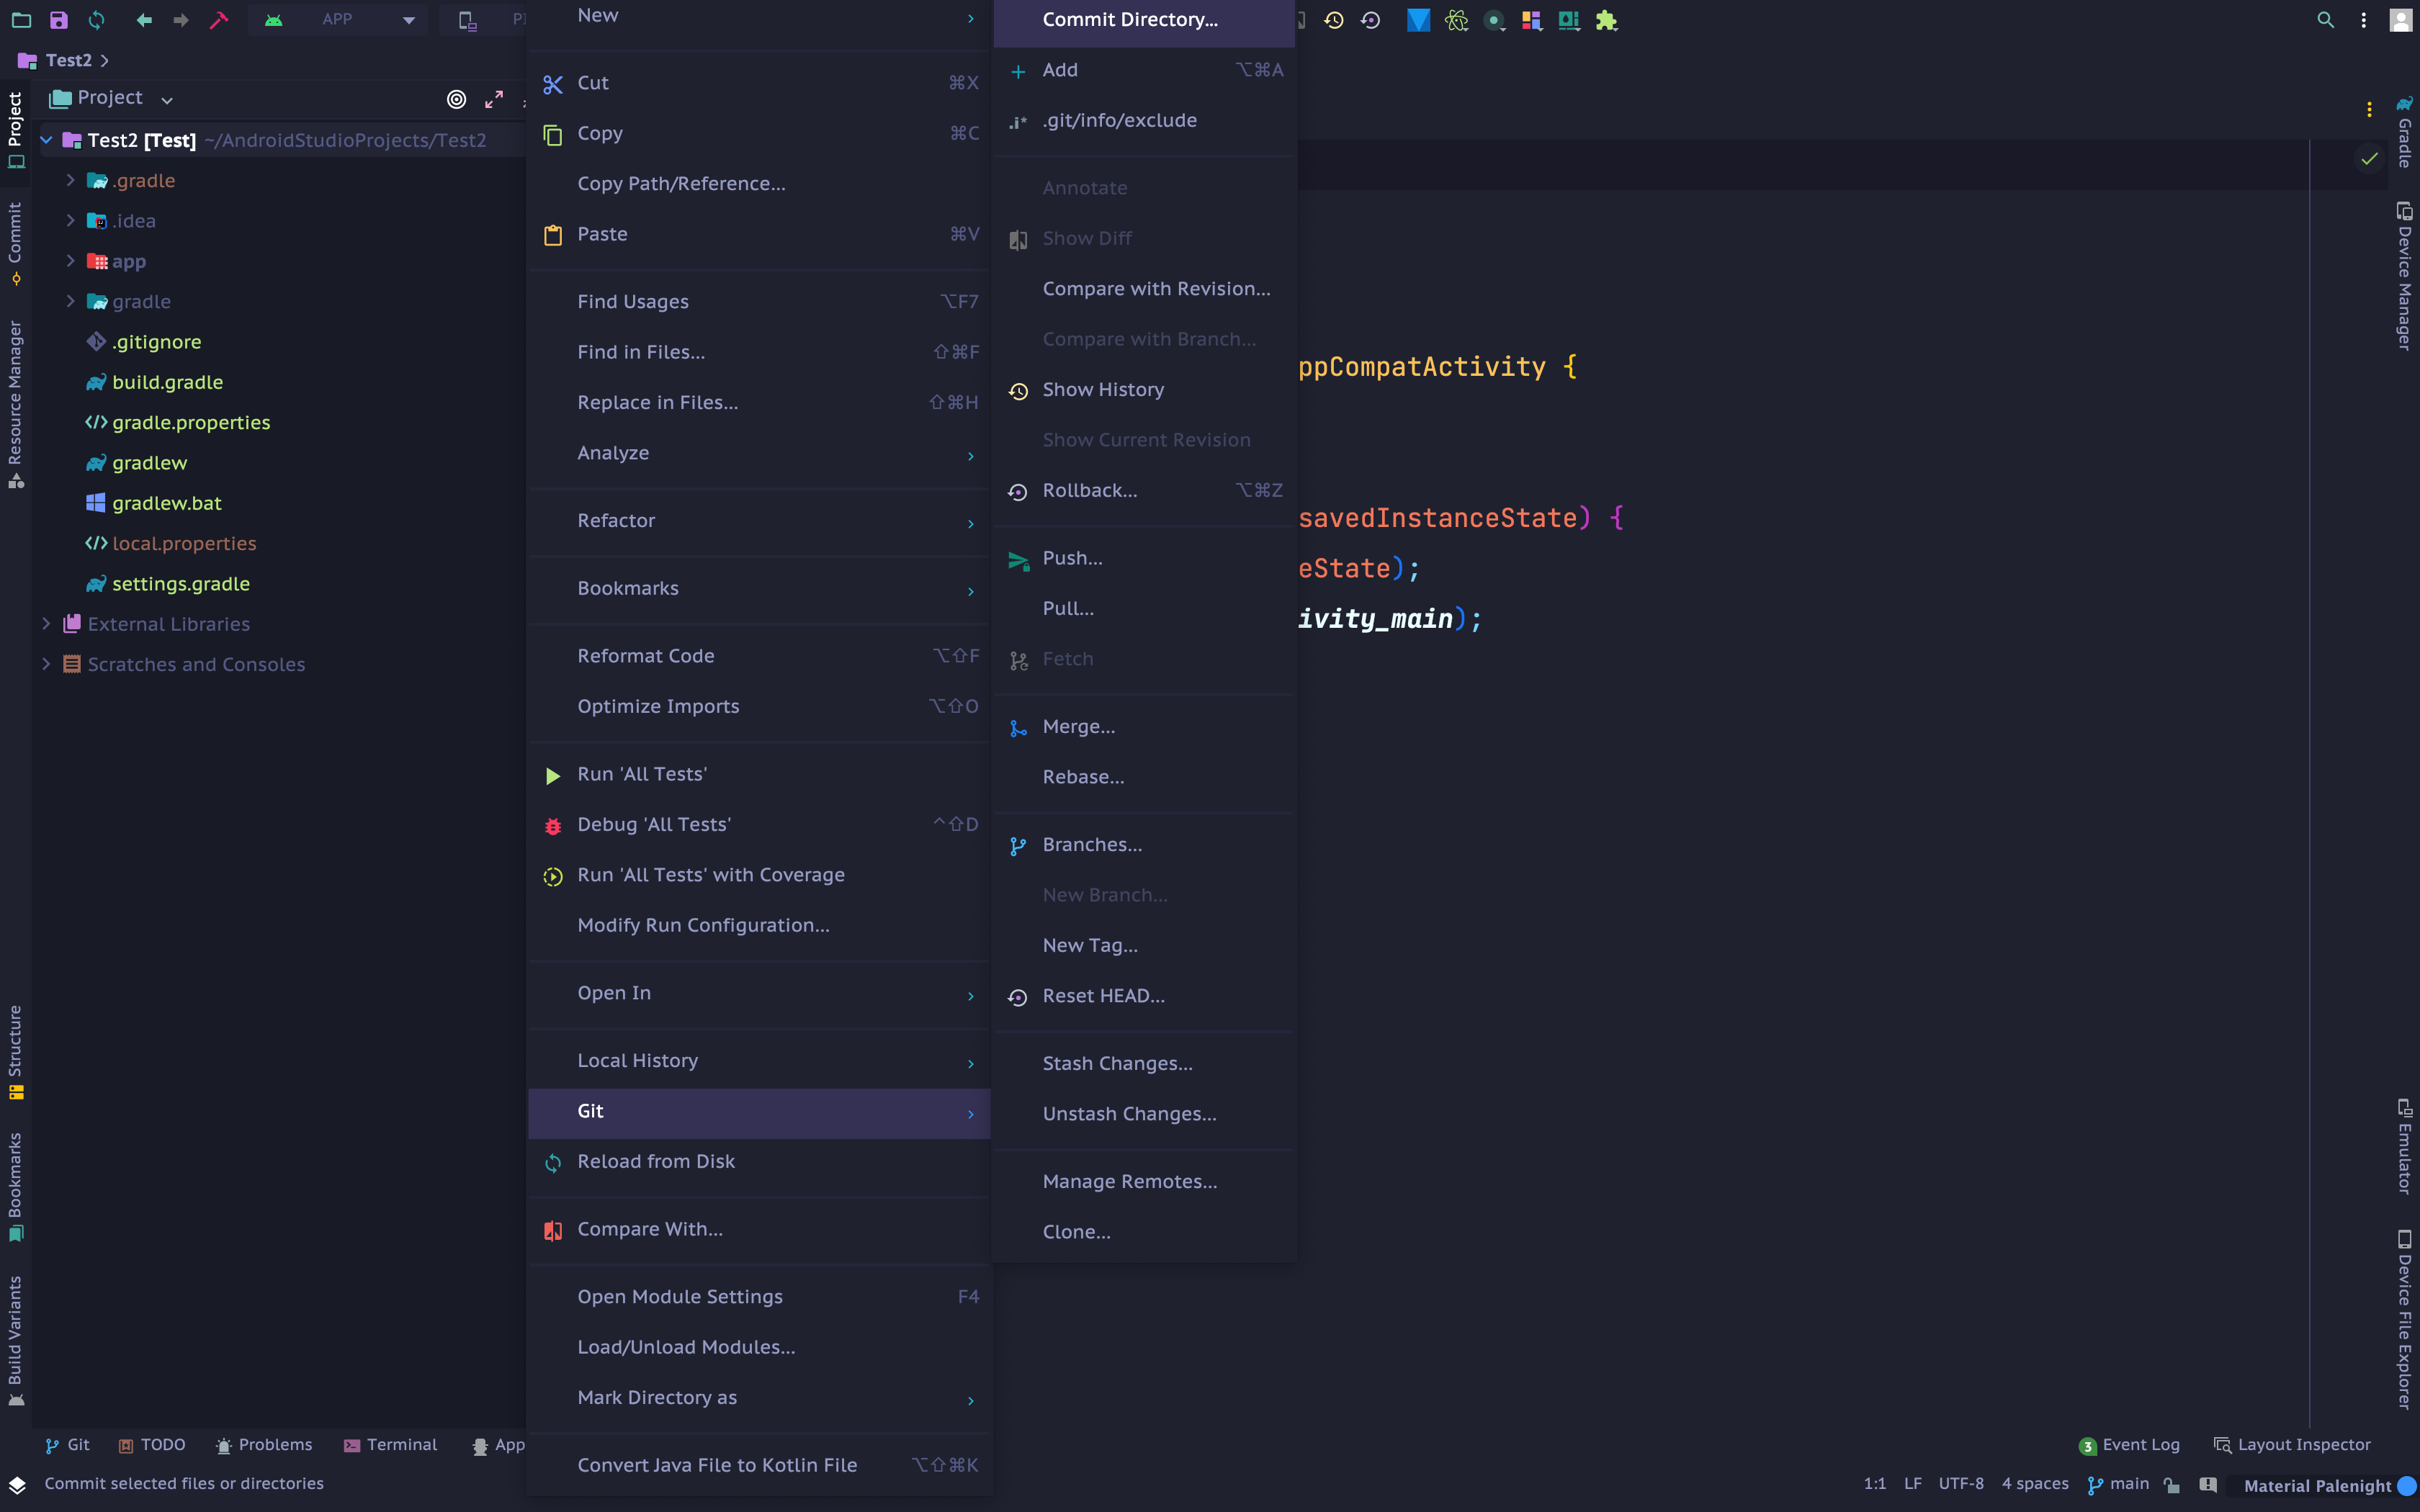 APP
Test2
Project
Test2 [Test] ~/AndroidStudioProjects/Test2
.gradle
.idea
app
gradle
.gitignore
build.gradle
gradle.properties
gradlew
gradlew.bat
local.properties
settings.gradle
External Libraries
Scratches and Consoles
Project
Commit
Resource Manager
Structure
Bookmarks
Build Variants
New
Cut ⌘X
Copy ⌘C
Copy Path/Reference...
Paste ⌘V
Find Usages ⌥F7
Find in Files... ⇧⌘F
Replace in Files... ⇧⌘H
Analyze
Refactor
Bookmarks
Reformat Code ⌥⇧F
Optimize Imports ⌥⇧O
Run 'All Tests'
Debug 'All Tests' ^⇧D
Run 'All Tests' with Coverage
Modify Run Configuration...
Open In
Local History
Git
Reload from Disk
Compare With...
Open Module Settings F4
Load/Unload Modules...
Mark Directory as
Convert Java File to Kotlin File ⌥⇧⌘K
Commit Directory...
Add ⌥⌘A
.git/info/exclude
Annotate
Show Diff
Compare with Revision...
Compare with Branch...
Show History
Show Current Revision
Rollback... ⌥⌘Z
Push...
Pull...
Fetch
Merge...
Rebase...
Branches...
New Branch...
New Tag...
Reset HEAD...
Stash Changes...
Unstash Changes...
Manage Remotes...
Clone...
ppCompatActivity {
savedInstanceState) {
eState);
ivity_main);
Gradle
Device Manager
Emulator
Device File Explorer
Git
TODO
Problems
Terminal
App
3 Event Log
Layout Inspector
Commit selected files or directories
1:1 LF UTF-8 4 spaces main Material Palenight